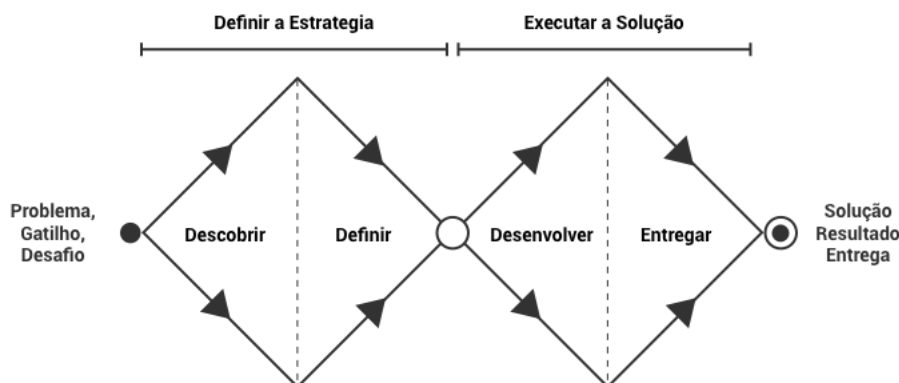 Definir a Estrategia
Executar a Solução
Problema,
Gatilho,
Desafio
Descobrir
Definir
Desenvolver
Entregar
Solução
Resultado
Entrega